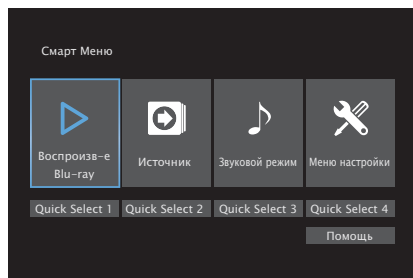 Смарт Меню
Воспроизв-е
Blu-ray
Источник
Звуковой режим
Меню настройки
Quick Select 1
Quick Select 2
Quick Select 3
Quick Select 4
Помощь